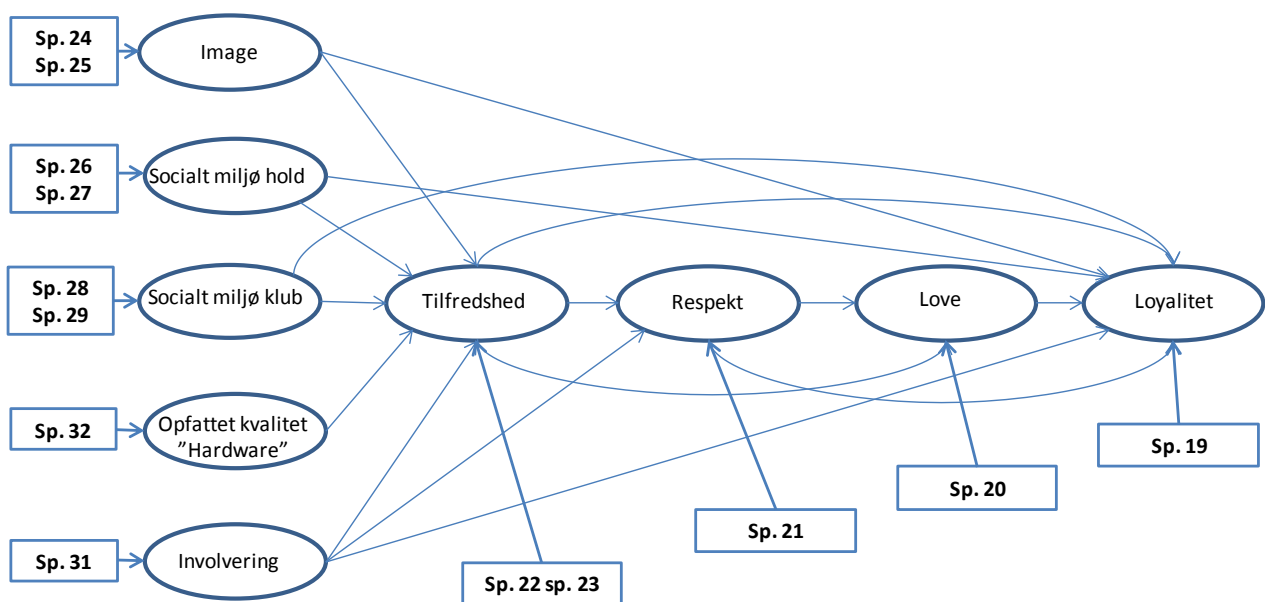 Sp. 24
Sp. 25
Image
Sp. 26
Sp. 27
Socialt miljø hold
Sp. 28
Sp. 29
Socialt miljø klub
Tilfredshed
Respekt
Love
Loyalitet
Sp. 32
Opfattet kvalitet
”Hardware”
Sp. 19
Sp. 20
Sp. 21
Sp. 31
Involvering
Sp. 22 sp. 23